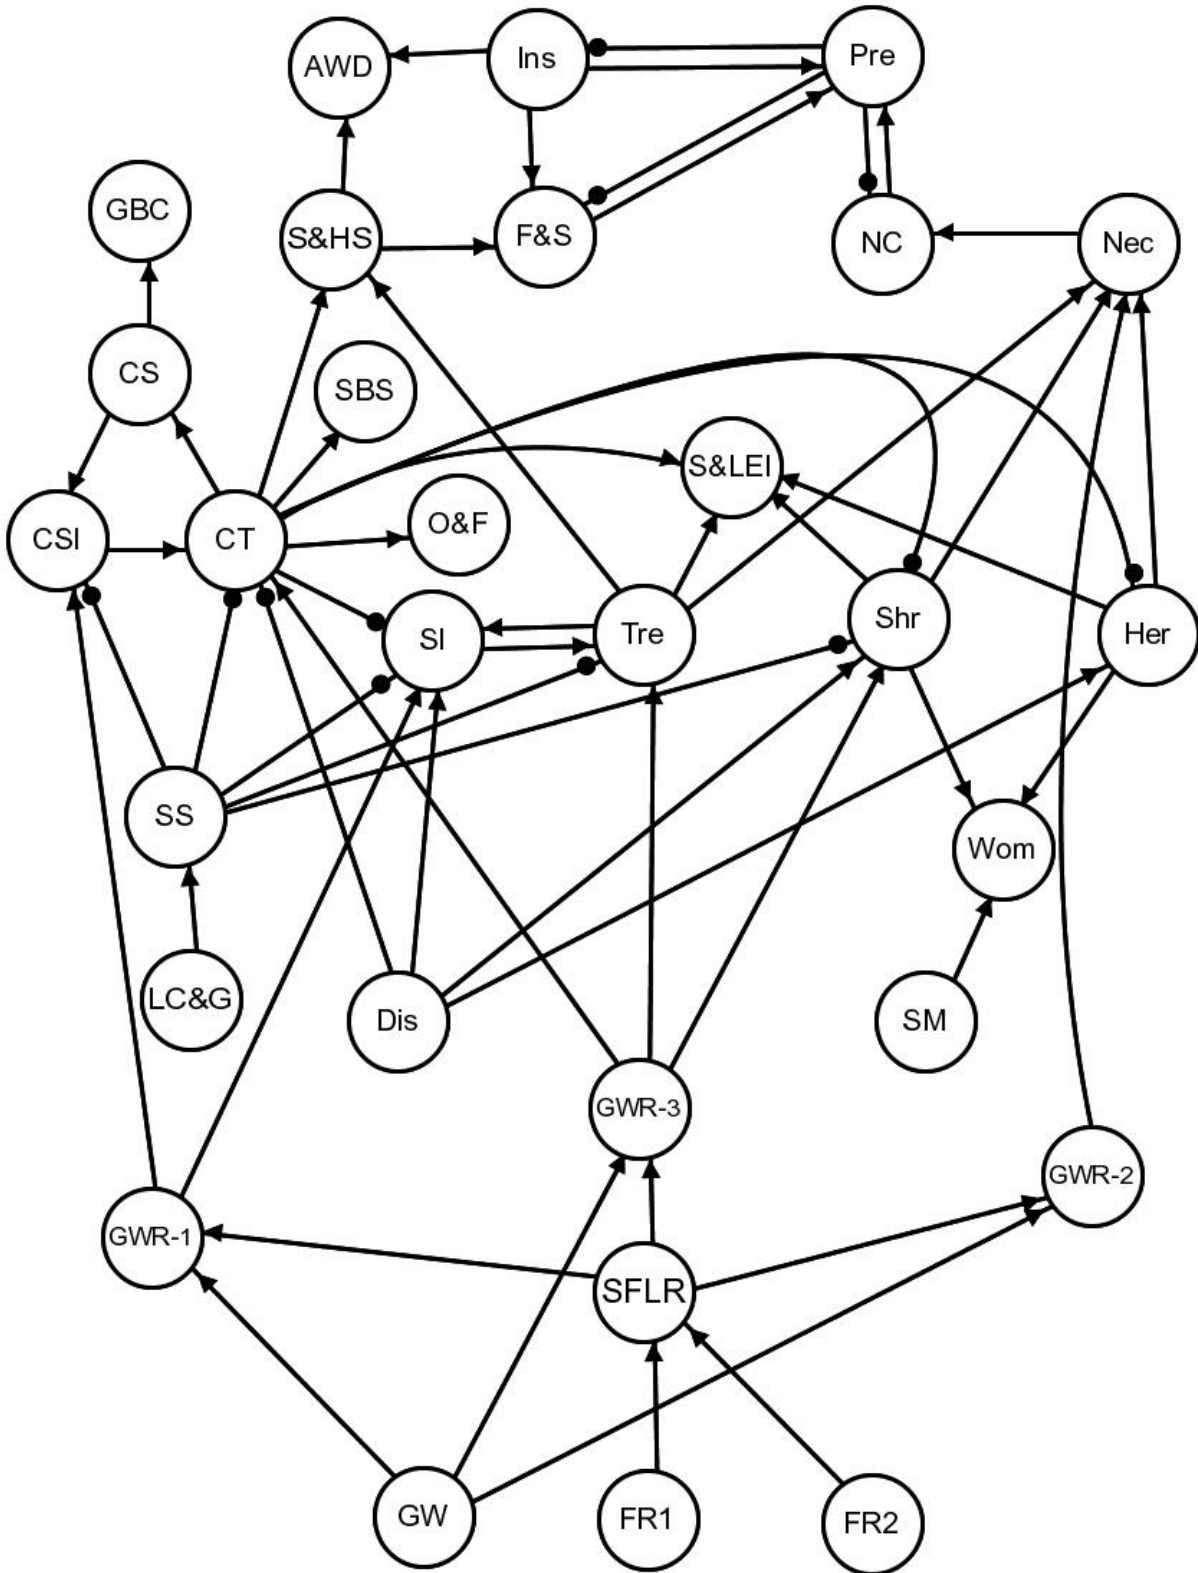 AWD
Ins
Pre
GBC
S&HS
F&S
NC
Nec
CS
SBS
S&LEI
O&F
CSI
CT
SI
Tre
Shr
Her
SS
Wom
LC&G
Dis
SM
GWR-3
GWR-2
GWR-1
SFLR
GW
FR1
FR2